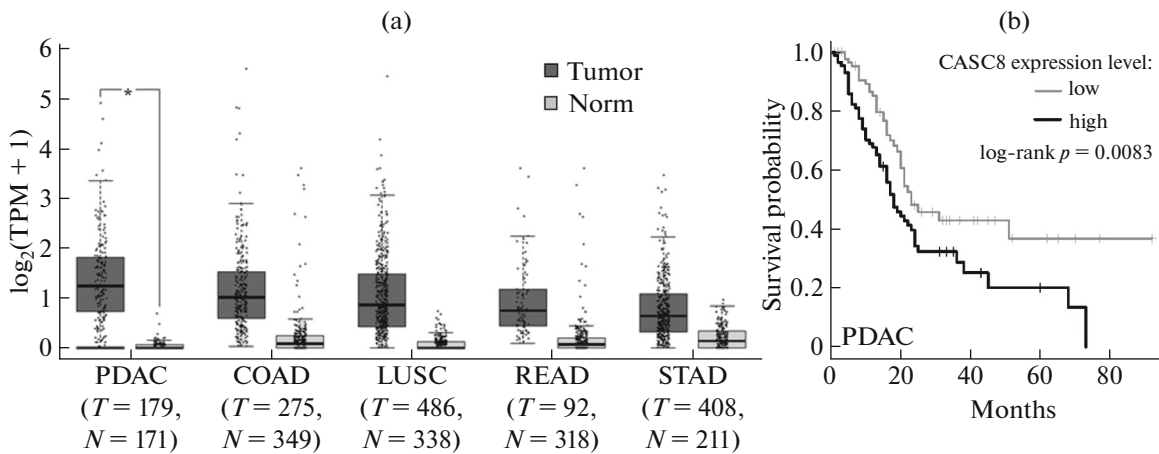 (a)
6
5
4
3
2
1
0
log2(TPM + 1)
*
Tumor
Norm
PDAC
(T = 179,
N = 171)
COAD
(T = 275,
N = 349)
LUSC
(T = 486,
N = 338)
READ
(T = 92,
N = 318)
STAD
(T = 408,
N = 211)
(b)
1.0
0.8
0.6
0.4
0.2
0
Survival probability
CASC8 expression level:
low
high
log-rank p = 0.0083
PDAC
0 20 40 60 80
Months